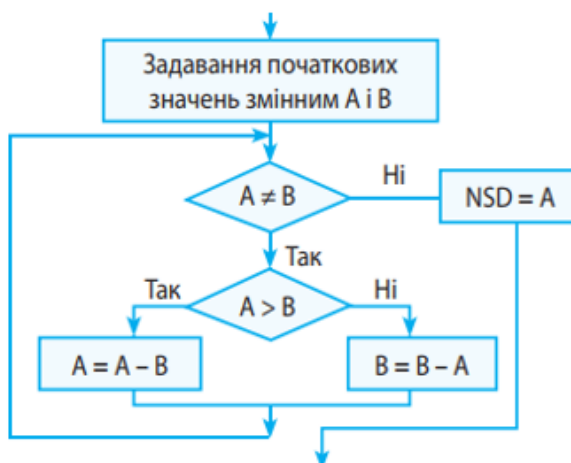 Задавання початкових
значень змінним А і В
A ≠ B
Ні
NSD = A
Так
Так
A > B
Ні
A = A – B
B = B – A